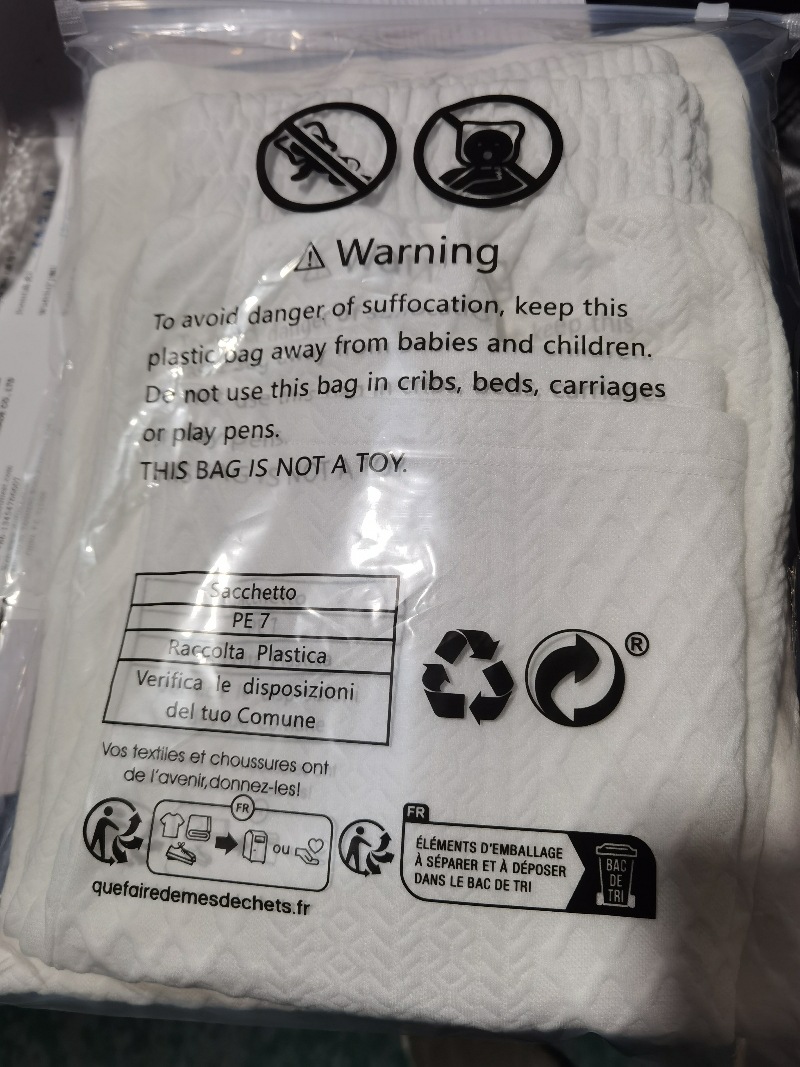 Warning
To avoid danger of suffocation, keep this
plastic bag away from babies and children.
Do not use this bag in cribs, beds, carriages
or play pens.
THIS BAG IS NOT A TOY.
Sacchetto
PE 7
Raccolta Plastica
Verifica le disposizioni
del tuo Comune
®
Vos textiles et choussures ont
de l'avenir,donnez-les!
FR
ou
quefairedemesdechets.fr
FR
ÉLÉMENTS D'EMBALLAGE
À SÉPARER ET À DÉPOSER
DANS LE BAC DE TRI
BAC
DE
TRI